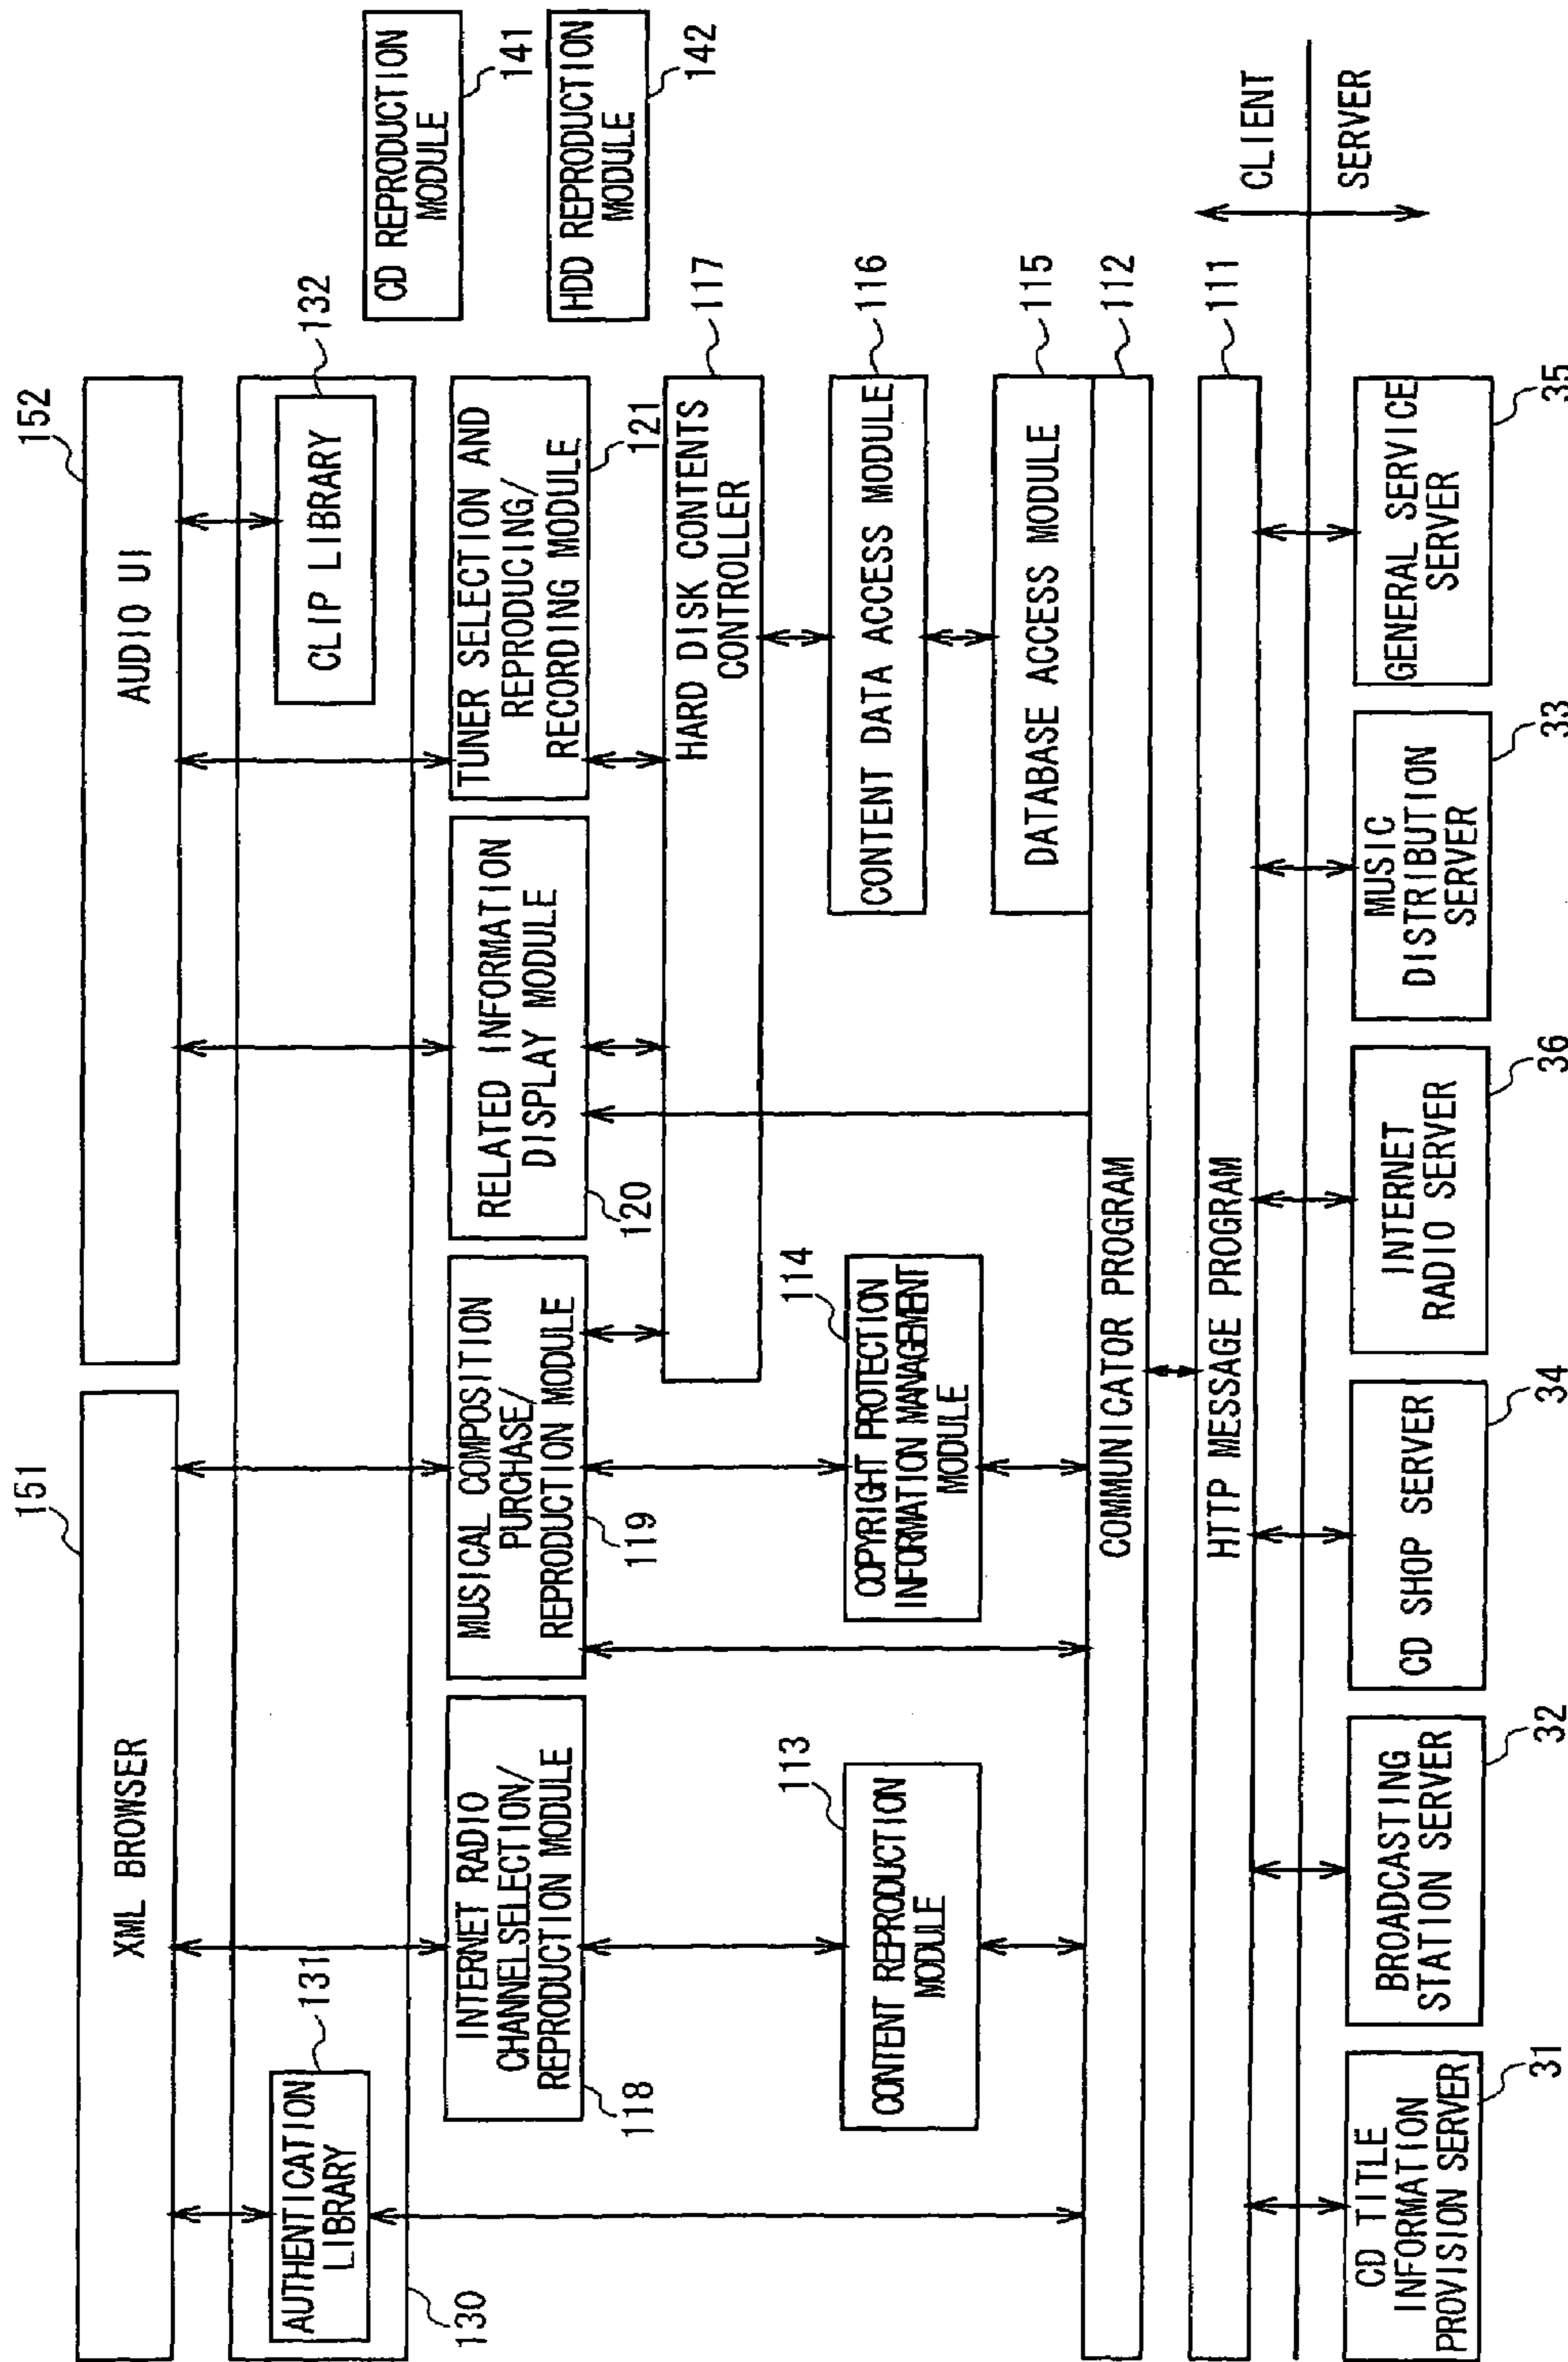 151
XML BROWSER
152
AUDIO UI
AUTHENTICATION
LIBRARY
131
130
CLIP LIBRARY
132
CD REPRODUCTION
MODULE
141
HDD REPRODUCTION
MODULE
142
INTERNET RADIO
CHANNELSELECTION/
REPRODUCTION MODULE
118
MUSICAL COMPOSITION
PURCHASE/
REPRODUCTION MODULE
119
RELATED INFORMATION
DISPLAY MODULE
120
TUNER SELECTION AND
REPRODUCING/
RECORDING MODULE
121
HARD DISK CONTENTS
CONTROLLER
117
CONTENT REPRODUCTION
MODULE
113
COPYRIGHT PROTECTION
INFORMATION MANAGEMENT
MODULE
114
CONTENT DATA ACCESS MODULE
116
DATABASE ACCESS MODULE
115
COMMUNICATOR PROGRAM
112
HTTP MESSAGE PROGRAM
111
CLIENT
SERVER
CD TITLE
INFORMATION
PROVISION SERVER
31
BROADCASTING
STATION SERVER
32
CD SHOP SERVER
34
INTERNET
RADIO SERVER
36
MUSIC
DISTRIBUTION
SERVER
33
GENERAL SERVICE
SERVER
35